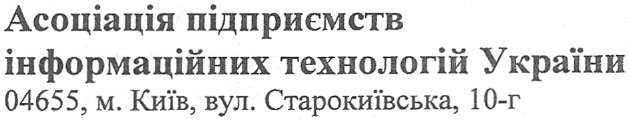 Асоціація підприємств
інформаційних технологій України
04655, м. Київ, вул. Старокиївська, 10-г